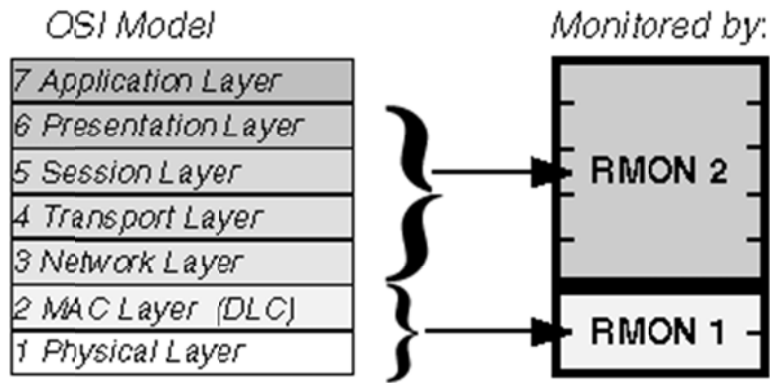 OSI Model
Monitored by:
7 Application Layer
6 Presentation Layer
5 Session Layer
4 Transport Layer
3 Network Layer
2 MAC Layer (DLC)
1 Physical Layer
RMON 2
RMON 1